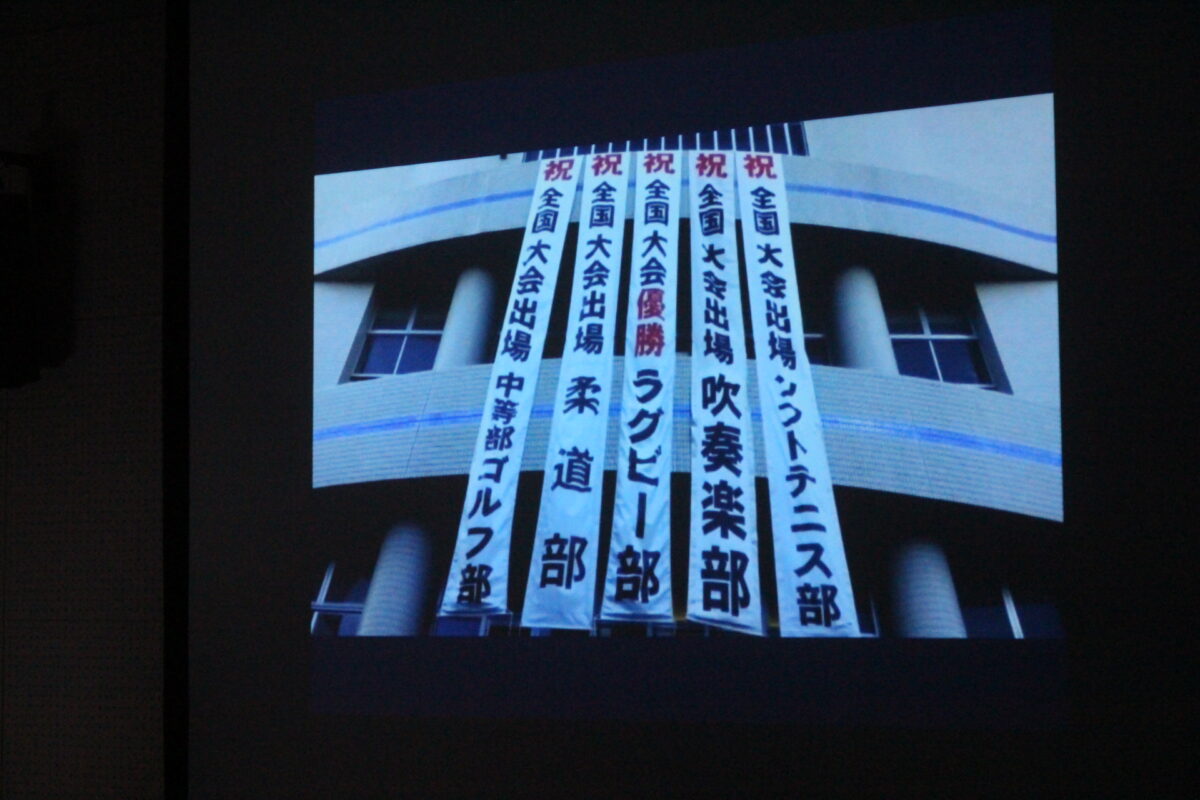 祝 全国大会出場 ソフトテニス部
祝 全国大会出場 吹奏楽部
祝 全国大会優勝 ラグビー部
祝 全国大会出場 柔道部
祝 全国大会出場 中等部ゴルフ部